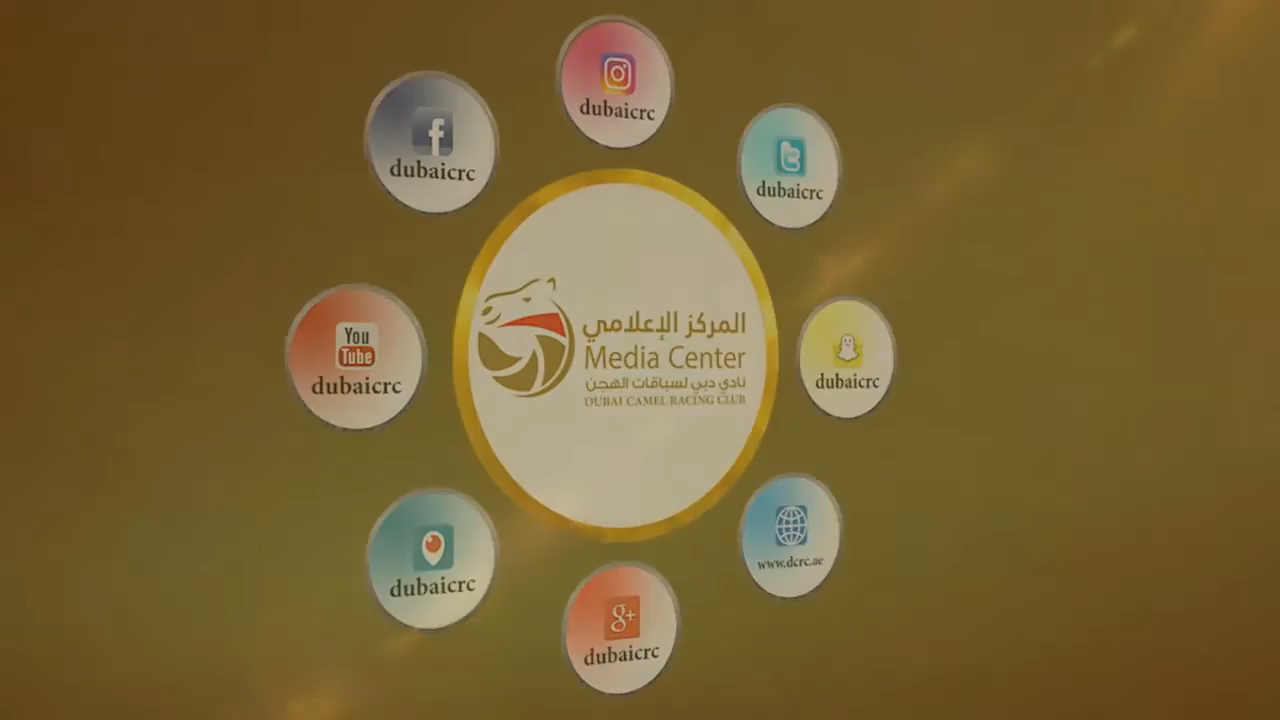 dubaicrc
dubaicrc
dubaicrc
المركز الإعلامي
Media Center
نادي دبي لسباقات الهجن
DUBAI CAMEL RACING CLUB
You
Tube
dubaicrc
dubaicrc
dubaicrc
www.dcrc.ae
g+
dubaicrc